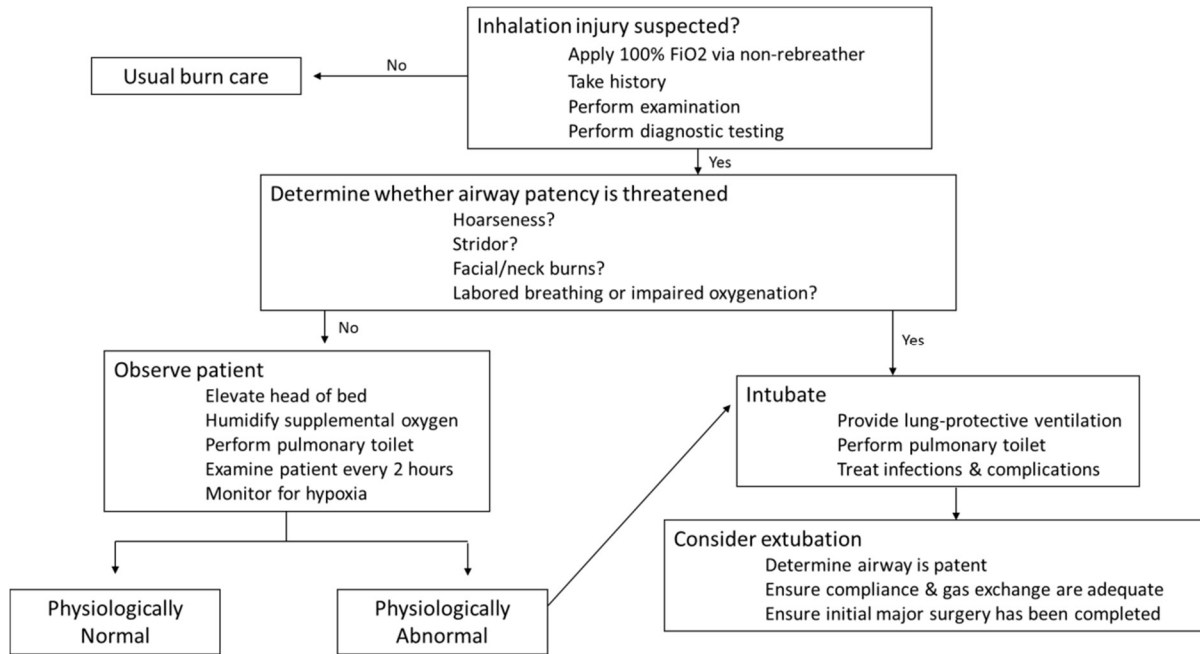 Inhalation injury suspected?
Apply 100% FiO2 via non-rebreather
Take history
Perform examination
Perform diagnostic testing
No
Usual burn care
Yes
Determine whether airway patency is threatened
Hoarseness?
Stridor?
Facial/neck burns?
Labored breathing or impaired oxygenation?
No
Yes
Observe patient
Elevate head of bed
Humidify supplemental oxygen
Perform pulmonary toilet
Examine patient every 2 hours
Monitor for hypoxia
Intubate
Provide lung-protective ventilation
Perform pulmonary toilet
Treat infections & complications
Consider extubation
Determine airway is patent
Ensure compliance & gas exchange are adequate
Ensure initial major surgery has been completed
Physiologically
Normal
Physiologically
Abnormal